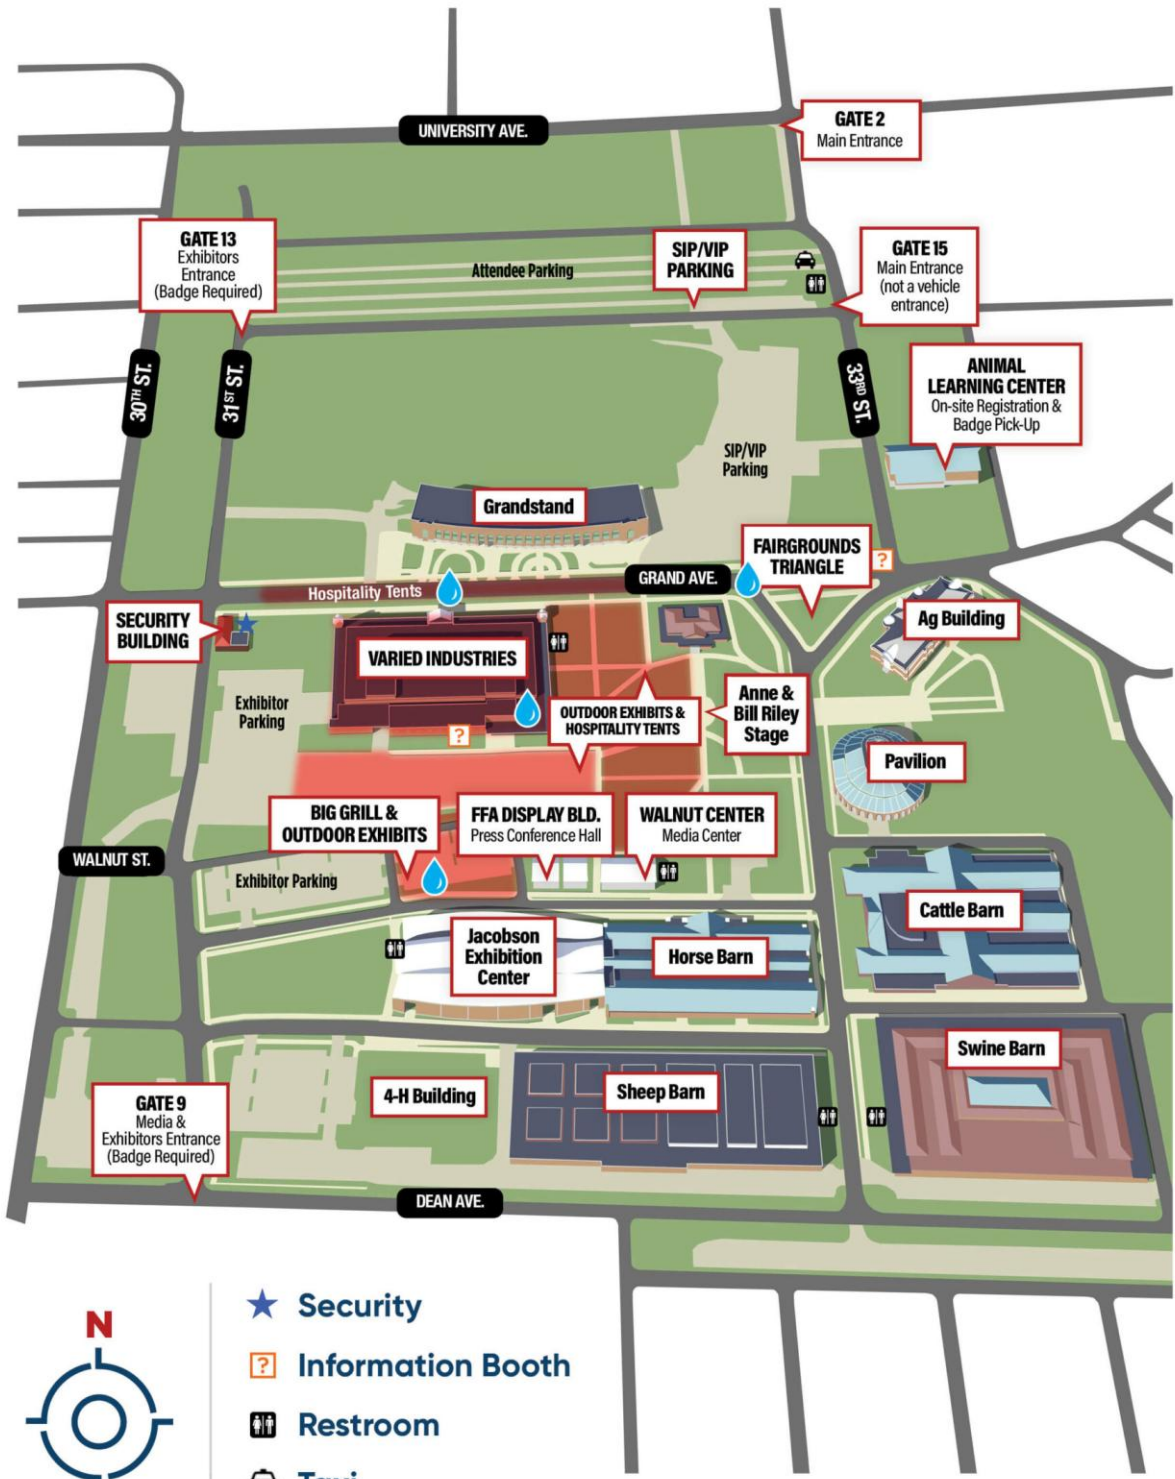 UNIVERSITY AVE.
GATE 2
Main Entrance
GATE 13
Exhibitors
Entrance
(Badge Required)
Attendee Parking
SIP/VIP
PARKING
GATE 15
Main Entrance
(not a vehicle
entrance)
30TH ST.
31ST ST.
33RD ST.
ANIMAL
LEARNING CENTER
On-site Registration &
Badge Pick-Up
SIP/VIP
Parking
Grandstand
FAIRGROUNDS
TRIANGLE
?
GRAND AVE.
Hospitality Tents
SECURITY
BUILDING
VARIED INDUSTRIES
Ag Building
Exhibitor
Parking
OUTDOOR EXHIBITS &
HOSPITALITY TENTS
Anne &
Bill Riley
Stage
?
Pavilion
BIG GRILL &
OUTDOOR EXHIBITS
FFA DISPLAY BLD.
Press Conference Hall
WALNUT CENTER
Media Center
WALNUT ST.
Exhibitor Parking
Cattle Barn
Jacobson
Exhibition
Center
Horse Barn
Swine Barn
4-H Building
Sheep Barn
GATE 9
Media &
Exhibitors Entrance
(Badge Required)
DEAN AVE.
N
Security
? Information Booth
Restroom
Taxi